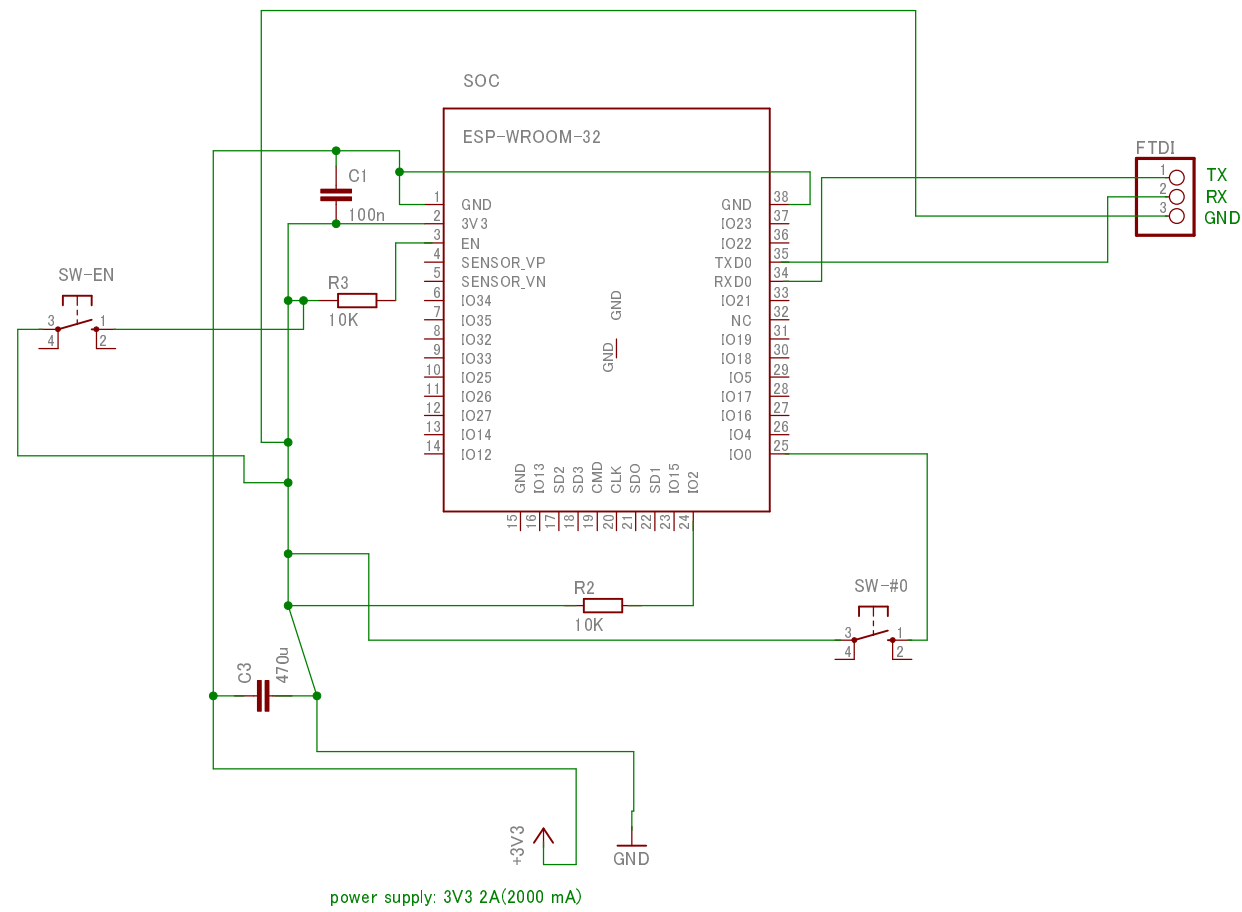 SOC
ESP-WROOM-32
FTDI
1 TX
2 RX
3 GND
C1
100n
1 GND
2 3V3
3 EN
4 SENSOR_VP
5 SENSOR_VN
6 IO34
7 IO35
8 IO32
9 IO33
10 IO25
11 IO26
12 IO27
13 IO14
14 IO12
38 GND
37 IO23
36 IO22
35 TXD0
34 RXD0
33 IO21
32 NC
31 IO19
30 IO18
29 IO5
28 IO17
27 IO16
26 IO4
25 IO0
GND
GND
15 GND
16 IO13
17 SD2
18 SD3
19 CMD
20 CLK
21 SDO
22 SD1
23 IO15
24 IO2
SW-EN
3 1
4 2
R3
10K
R2
10K
SW-#0
3 1
4 2
C3
470u
+3V3
GND
power supply: 3V3 2A(2000 mA)